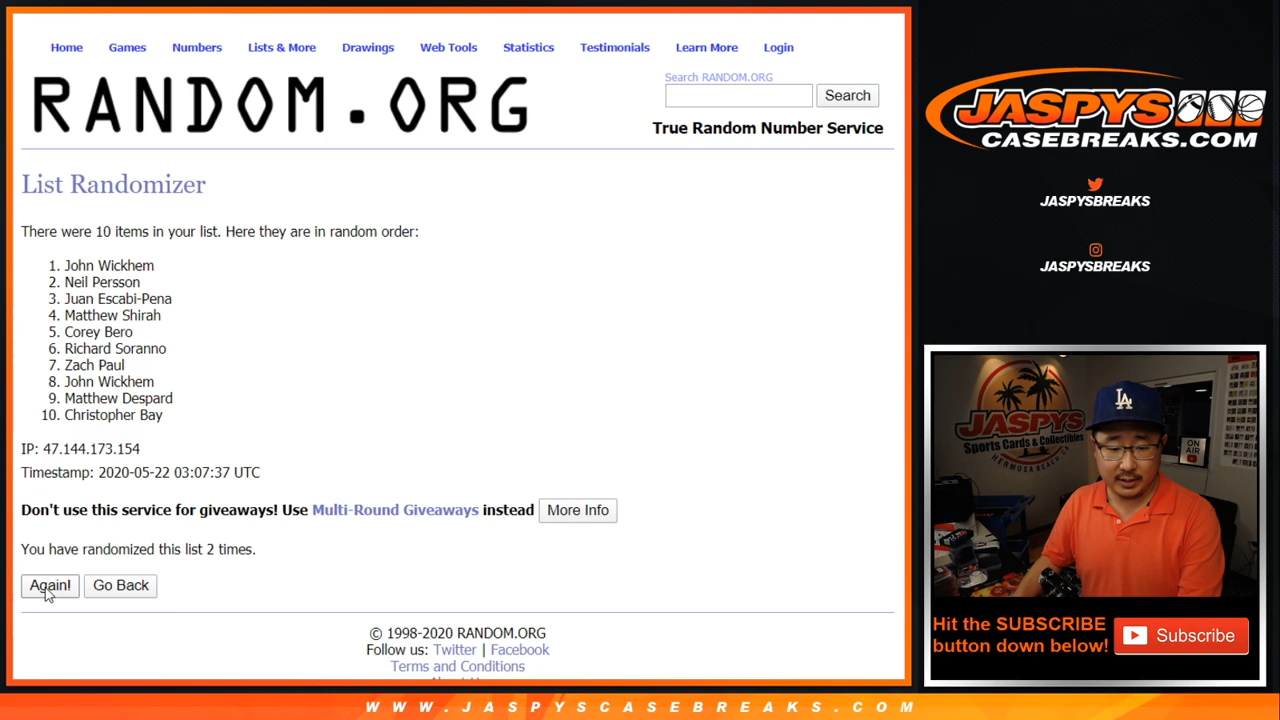 Home Games Numbers Lists & More Drawings Web Tools Statistics Testimonials Learn More Login
RANDOM.ORG
Search RANDOM.ORG
Search
True Random Number Service
List Randomizer
There were 10 items in your list. Here they are in random order:
1. John Wickhem
2. Neil Persson
3. Juan Escabi-Pena
4. Matthew Shirah
5. Corey Bero
6. Richard Soranno
7. Zach Paul
8. John Wickhem
9. Matthew Despard
10. Christopher Bay
IP: 47.144.173.154
Timestamp: 2020-05-22 03:07:37 UTC
Don't use this service for giveaways! Use Multi-Round Giveaways instead More Info
You have randomized this list 2 times.
Again! Go Back
© 1998-2020 RANDOM.ORG
Follow us: Twitter | Facebook
Terms and Conditions
JASPYS
CASEBREAKS.COM
JASPYSBREAKS
JASPYSBREAKS
JASPYS
Sports Cards & Collectibles
HERMOSA BEACH, CA
ON AIR
LA
Hit the SUBSCRIBE
button down below!
Subscribe
WWW.JASPYSCASEBREAKS.COM